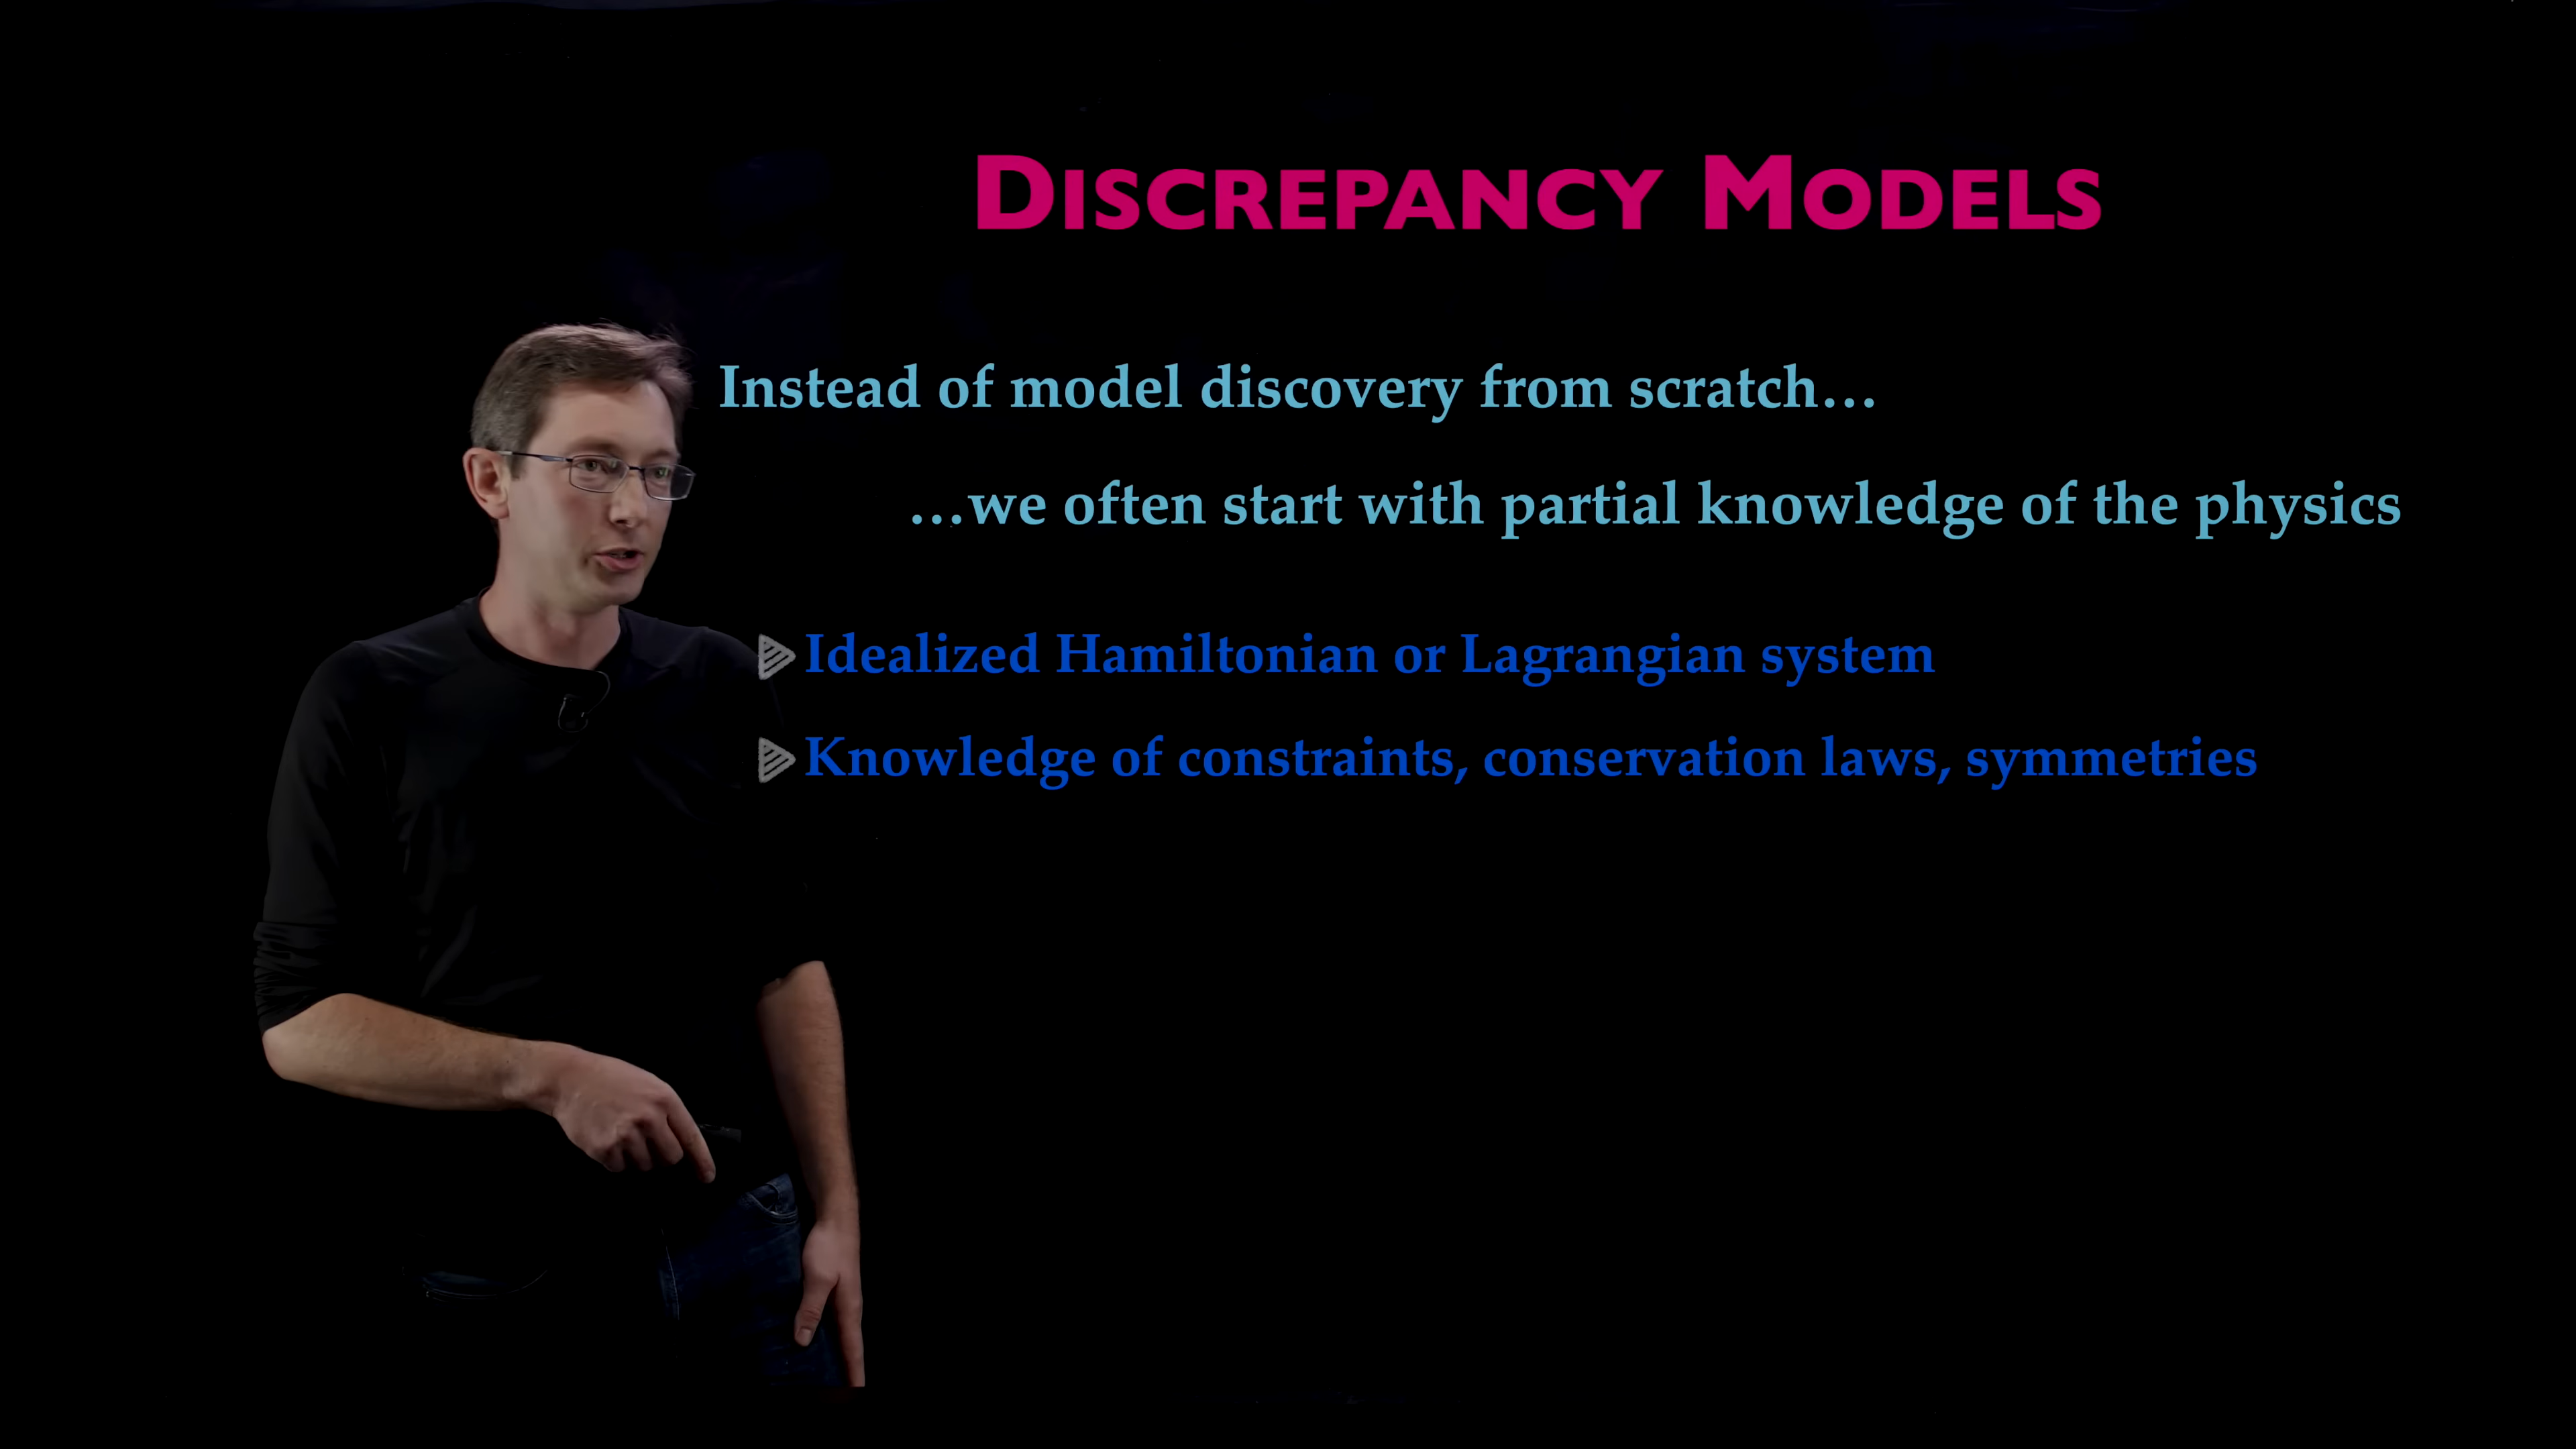 DISCREPANCY MODELS
Instead of model discovery from scratch...
...we often start with partial knowledge of the physics
Idealized Hamiltonian or Lagrangian system
Knowledge of constraints, conservation laws, symmetries